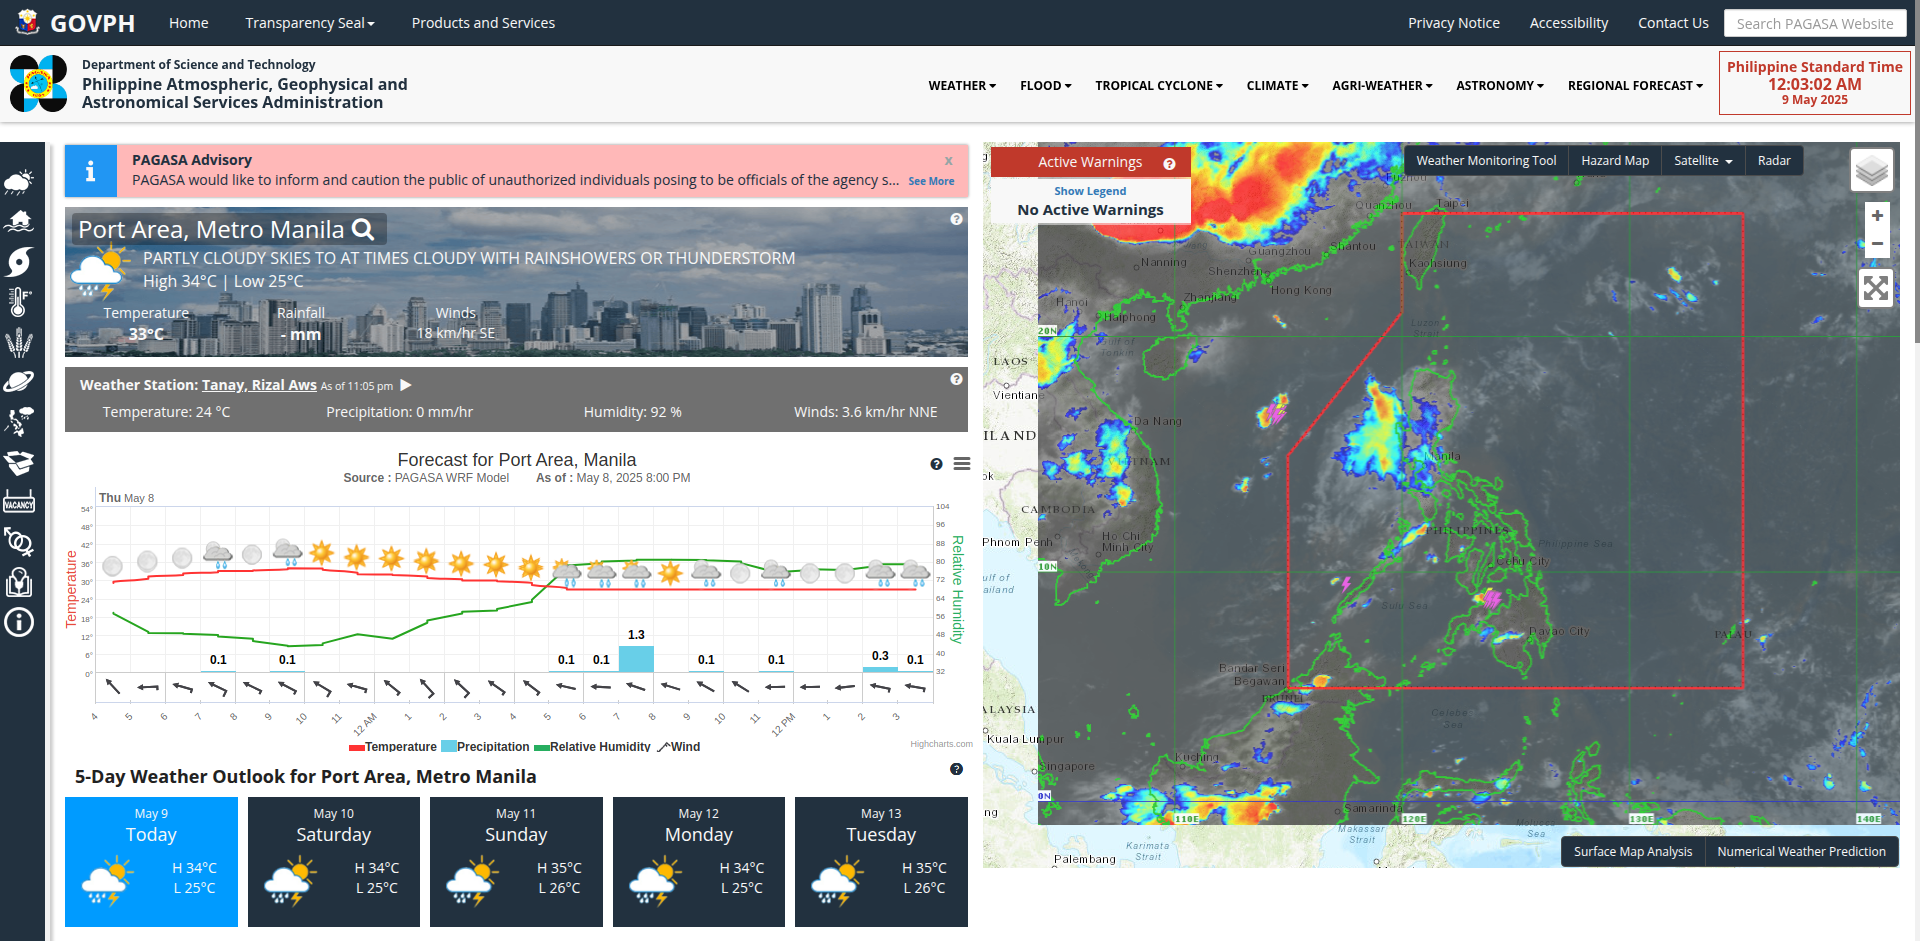 GOVPH
Home
Transparency Seal
Products and Services
Privacy Notice
Accessibility
Contact Us
Search PAGASA Website
Department of Science and Technology
Philippine Atmospheric, Geophysical and
Astronomical Services Administration
WEATHER
FLOOD
TROPICAL CYCLONE
CLIMATE
AGRI-WEATHER
ASTRONOMY
REGIONAL FORECAST
Philippine Standard Time
12:03:02 AM
9 May 2025
VACANCY
PAGASA Advisory
x
PAGASA would like to inform and caution the public of unauthorized individuals posing to be officials of the agency s... See More
Port Area, Metro Manila
PARTLY CLOUDY SKIES TO AT TIMES CLOUDY WITH RAINSHOWERS OR THUNDERSTORM
High 34°C | Low 25°C
Temperature
Rainfall
Winds
33°C
- mm
18 km/hr SE
Weather Station: Tanay, Rizal Aws As of 11:05 pm
Temperature: 24 °C
Precipitation: 0 mm/hr
Humidity: 92 %
Winds: 3.6 km/hr NNE
Forecast for Port Area, Manila
Source : PAGASA WRF Model As of : May 8, 2025 8:00 PM
Thu May 8
Temperature
54°
48°
42°
36°
30°
24°
18°
12°
6°
0°
104
96
88
80
72
64
56
48
40
32
Relative Humidity
0.1
0.1
0.1
0.1
1.3
0.1
0.1
0.3
0.1
4 5 6 7 8 9 10 11 12 AM 1 2 3 4 5 6 7 8 9 10 11 12 PM 1 2 3
Temperature
Precipitation
Relative Humidity
Wind
Highcharts.com
5-Day Weather Outlook for Port Area, Metro Manila
May 9
Today
H 34°C
L 25°C
May 10
Saturday
H 34°C
L 25°C
May 11
Sunday
H 35°C
L 26°C
May 12
Monday
H 34°C
L 25°C
May 13
Tuesday
H 35°C
L 26°C
Active Warnings
Show Legend
No Active Warnings
Weather Monitoring Tool
Hazard Map
Satellite
Radar
+
−
Fuzhou
Quanzhou
Taipei
TAIWAN
Kaohsiung
Shantou
Guangzhou
Shenzhen
Hong Kong
Nanning
Zhanjiang
Hanoi
Haiphong
Gulf of
Tonkin
Luzon
Strait
20N
LAOS
Vientian
ILAND
Da Nang
VIETNAM
CAMBODIA
Phnom Penh
Ho Chi
Minh City
ulf of
ailand
10N
Manila
PHILIPPINES
Philippine Sea
Cebu City
Sulu Sea
Davao City
PALAU
Bandar Seri
Begawan
BRUNEI
Celebe
Sea
ALAYSIA
Kuala Lumpur
Singapore
Kuching
0N
ng
Samarinda
110E
120E
130E
140E
Makassar
Strait
Karimata
Strait
Palembang
Molucca
Sea
Surface Map Analysis
Numerical Weather Prediction